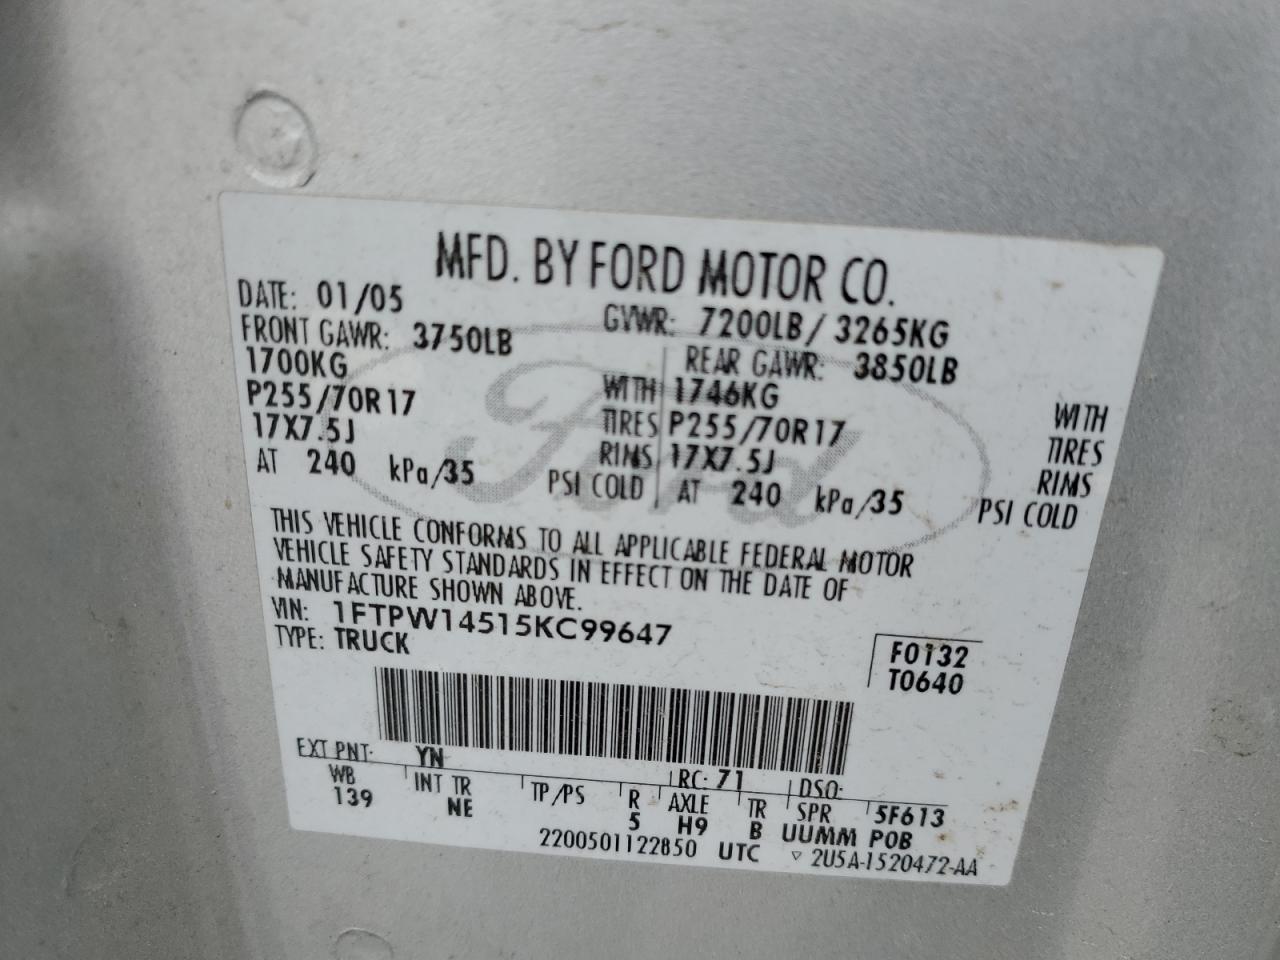 MFD. BY FORD MOTOR CO.
DATE: 01/05 GVWR: 7200LB/ 3265KG
FRONT GAWR: 3750LB REAR GAWR: 3850LB
1700KG WITH 1746KG WITH
P255/70R17 TIRES P255/70R17 TIRES
17X7.5J RIMS 17X7.5J RIMS
AT 240 kPa/35 PSI COLD AT 240 kPa/35 PSI COLD
Ford
THIS VEHICLE CONFORMS TO ALL APPLICABLE FEDERAL MOTOR
VEHICLE SAFETY STANDARDS IN EFFECT ON THE DATE OF
MANUFACTURE SHOWN ABOVE.
VIN: 1FTPW14515KC99647
TYPE: TRUCK
F0132
T0640
EXT PNT: YN RC: 71 DSO:
WB INT TR TP/PS R AXLE TR SPR 5F613
139 NE 5 H9 B UUMM POB
2200501122850 UTC ▽ 2U5A-1520472-AA